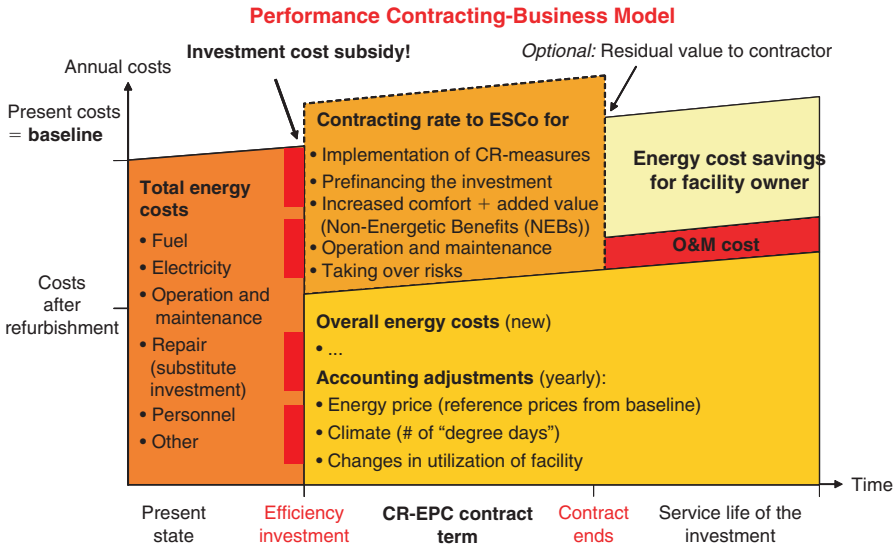 Performance Contracting-Business Model
Investment cost subsidy!
Optional: Residual value to contractor
Annual costs
Present costs
= baseline
Costs
after
refurbishment
Total energy
costs
• Fuel
• Electricity
• Operation and
maintenance
• Repair
(substitute
investment)
• Personnel
• Other
Contracting rate to ESCo for
• Implementation of CR-measures
• Prefinancing the investment
• Increased comfort + added value
(Non-Energetic Benefits (NEBs))
• Operation and maintenance
• Taking over risks
Energy cost savings
for facility owner
O&M cost
Overall energy costs (new)
• ...
Accounting adjustments (yearly):
• Energy price (reference prices from baseline)
• Climate (# of “degree days”)
• Changes in utilization of facility
Time
Present
state
Efficiency
investment
CR-EPC contract
term
Contract
ends
Service life of the
investment